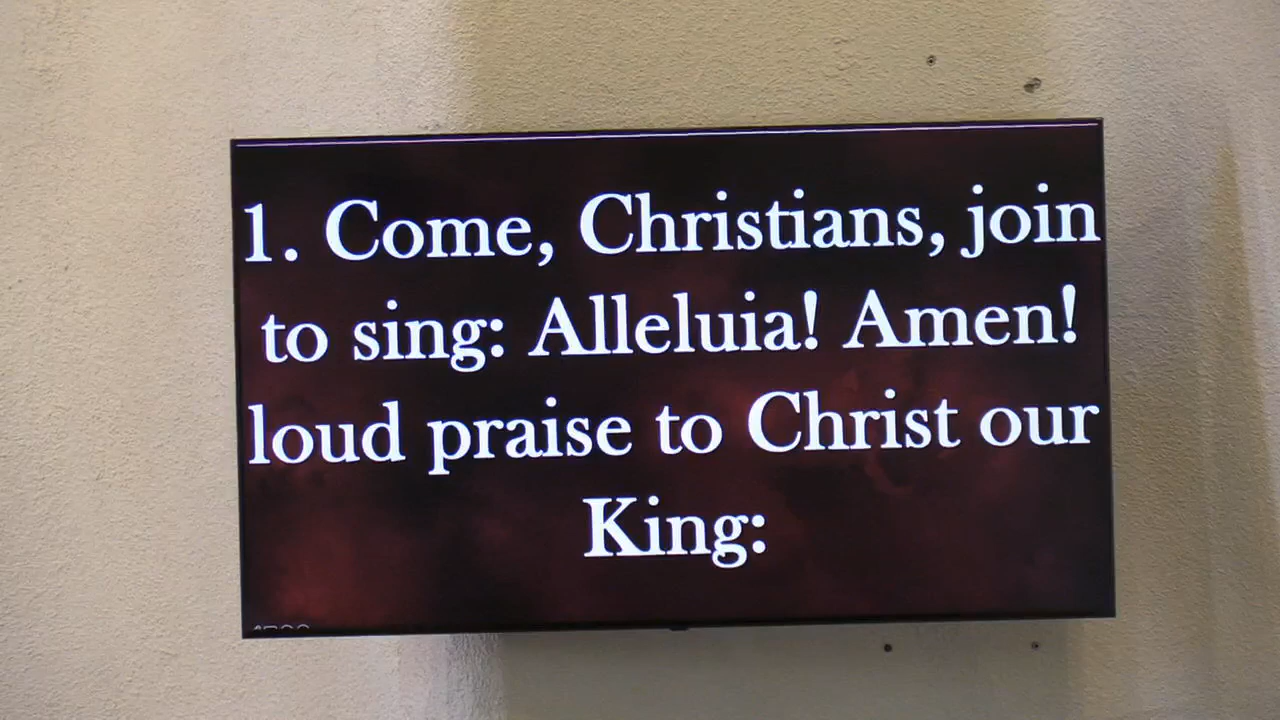 1. Come, Christians, join
to sing: Alleluia! Amen!
loud praise to Christ our
King: